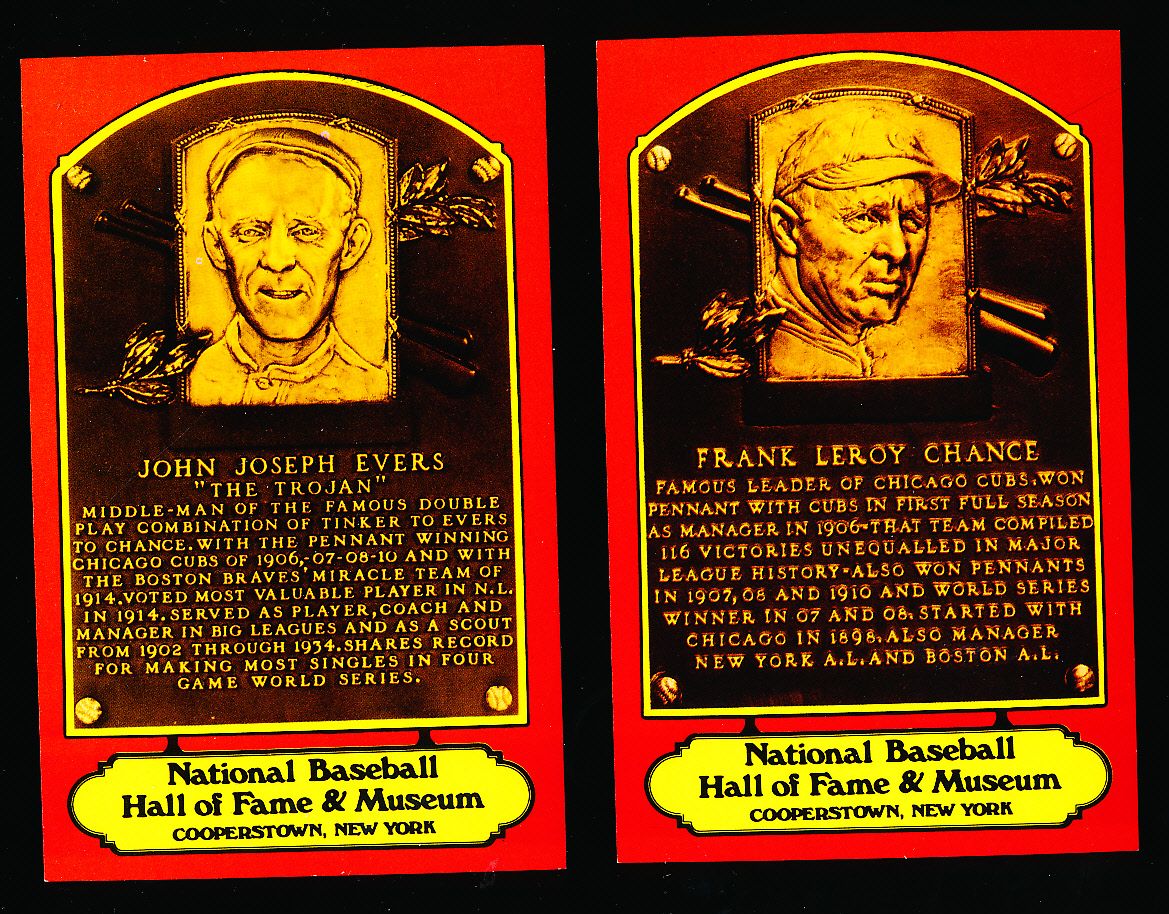 JOHN JOSEPH EVERS
"THE TROJAN"
MIDDLE-MAN OF THE FAMOUS DOUBLE
PLAY COMBINATION OF TINKER TO EVERS
TO CHANCE. WITH THE PENNANT WINNING
CHICAGO CUBS OF 1906,-07-08-10 AND WITH
THE BOSTON BRAVES' MIRACLE TEAM OF
1914. VOTED MOST VALUABLE PLAYER IN N.L.
IN 1914. SERVED AS PLAYER, COACH AND
MANAGER IN BIG LEAGUES AND AS A SCOUT
FROM 1902 THROUGH 1934. SHARES RECORD
FOR MAKING MOST SINGLES IN FOUR
GAME WORLD SERIES.
National Baseball
Hall of Fame & Museum
COOPERSTOWN, NEW YORK
FRANK LEROY CHANCE
FAMOUS LEADER OF CHICAGO CUBS. WON
PENNANT WITH CUBS IN FIRST FULL SEASON
AS MANAGER IN 1906-THAT TEAM COMPILED
116 VICTORIES UNEQUALLED IN MAJOR
LEAGUE HISTORY-ALSO WON PENNANTS
IN 1907, 08 AND 1910 AND WORLD SERIES
WINNER IN 07 AND 08. STARTED WITH
CHICAGO IN 1898. ALSO MANAGER
NEW YORK A.L. AND BOSTON A.L.
National Baseball
Hall of Fame & Museum
COOPERSTOWN, NEW YORK